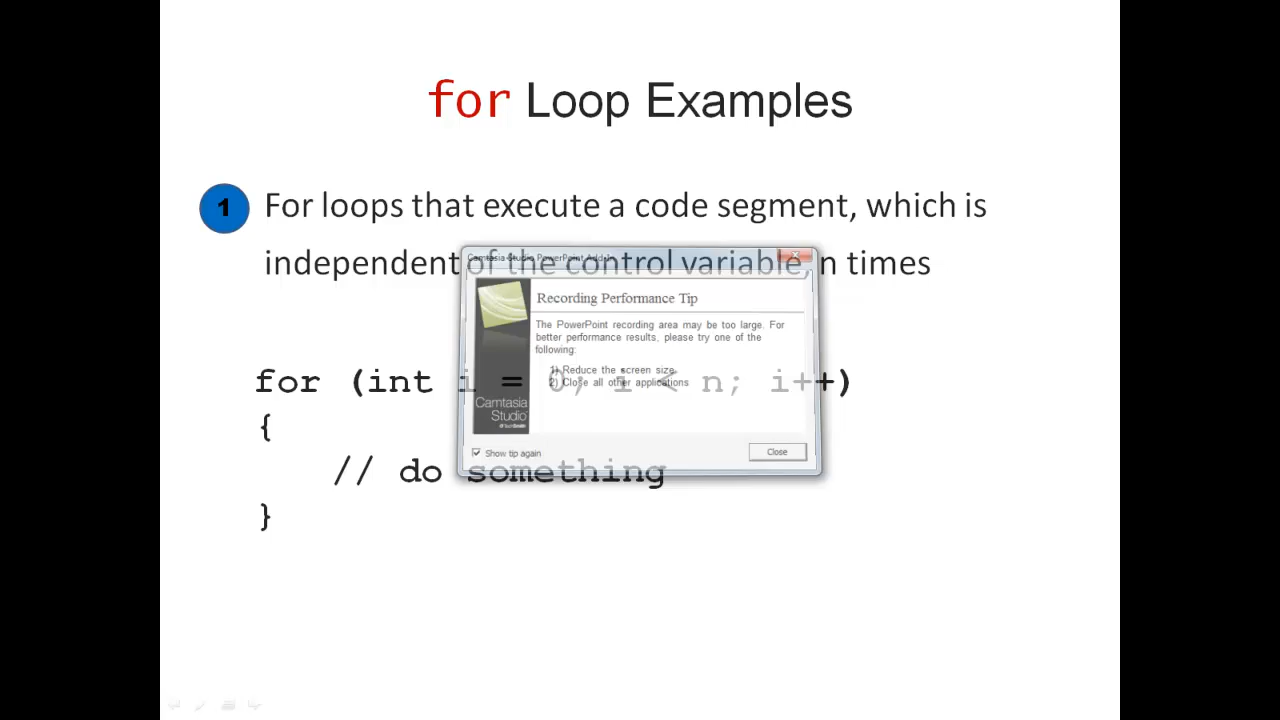 for Loop Examples
1 For loops that execute a code segment, which is
independent of the control variable n times
Camtasia Studio PowerPoint Add-In
Recording Performance Tip
The PowerPoint recording area may be too large. For
better performance results, please try one of the
following:
1) Reduce the screen size.
2) Close all other applications
Camtasia
Studio
Show tip again
Close
for (int i = 0; i < n; i++)
{
// do something
}